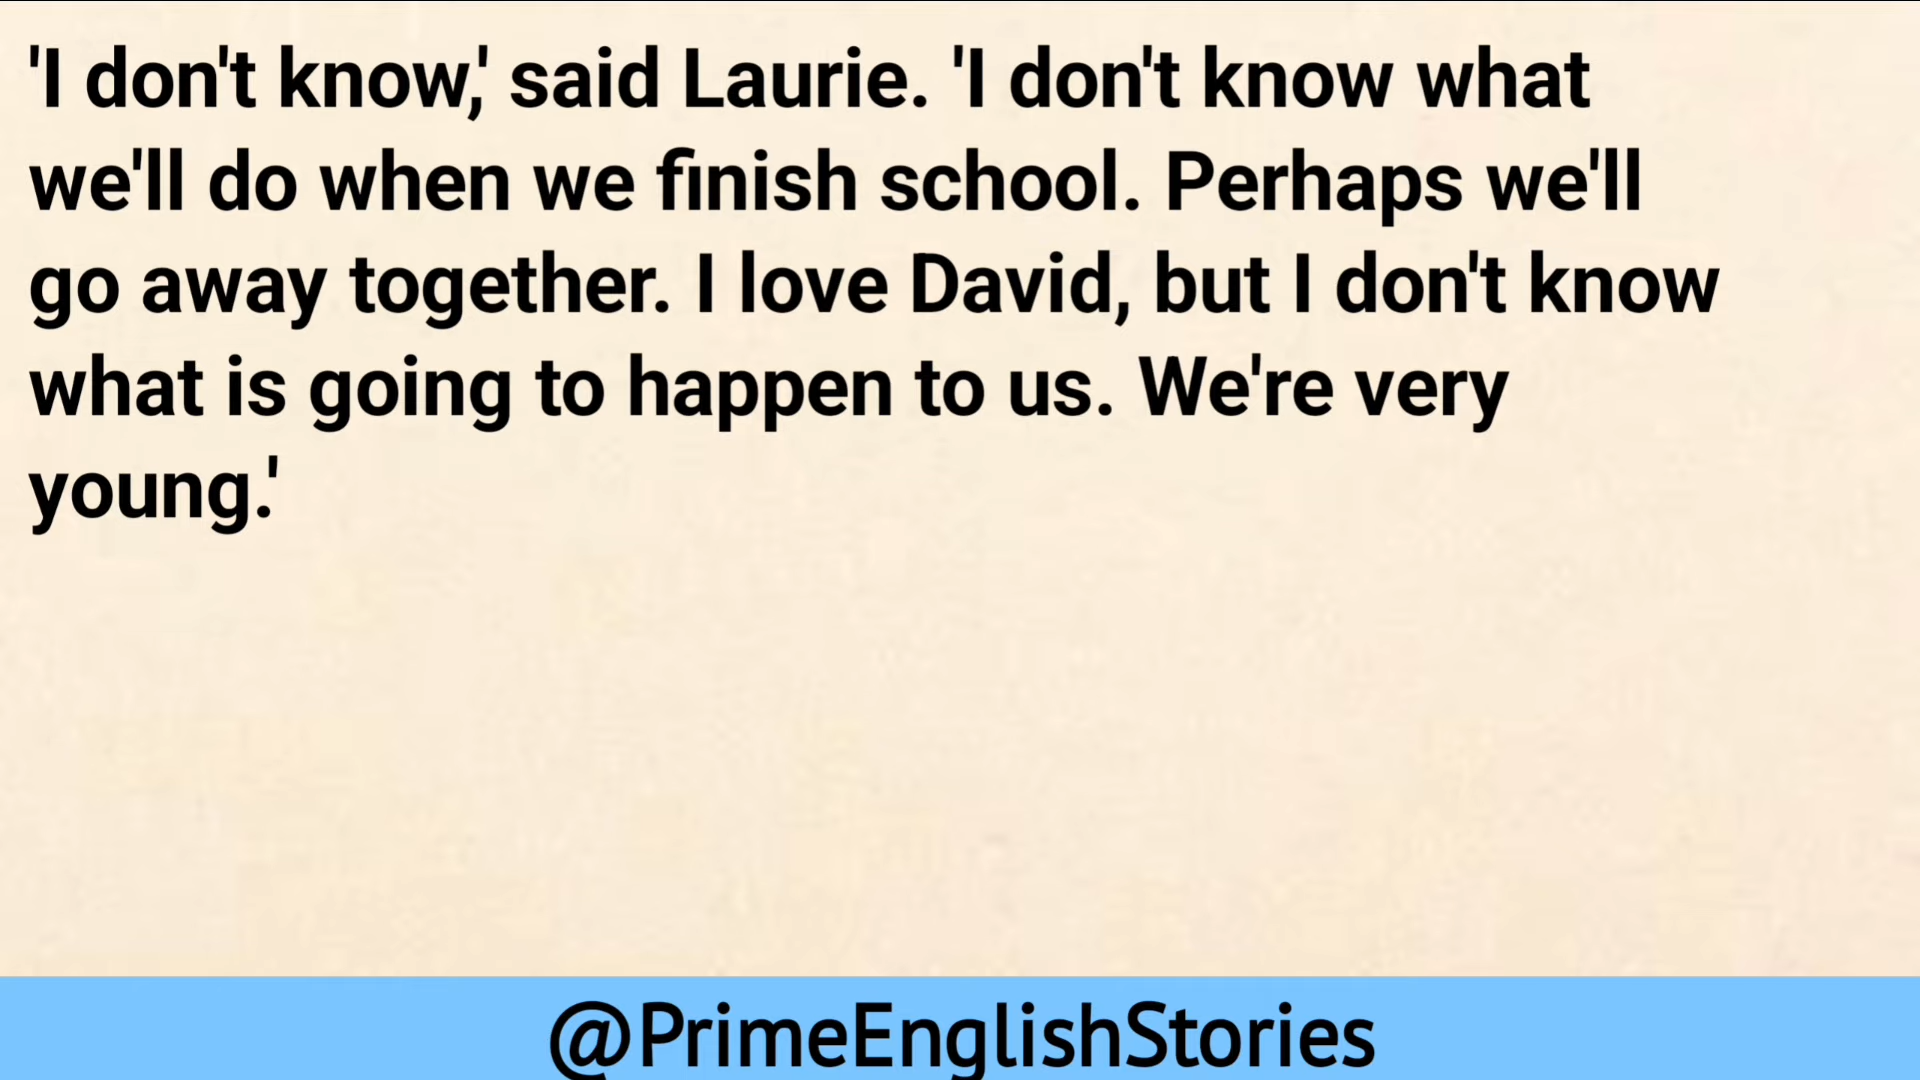 'I don't know,' said Laurie. 'I don't know what
we'll do when we finish school. Perhaps we'll
go away together. I love David, but I don't know
what is going to happen to us. We're very
young.'
@PrimeEnglishStories